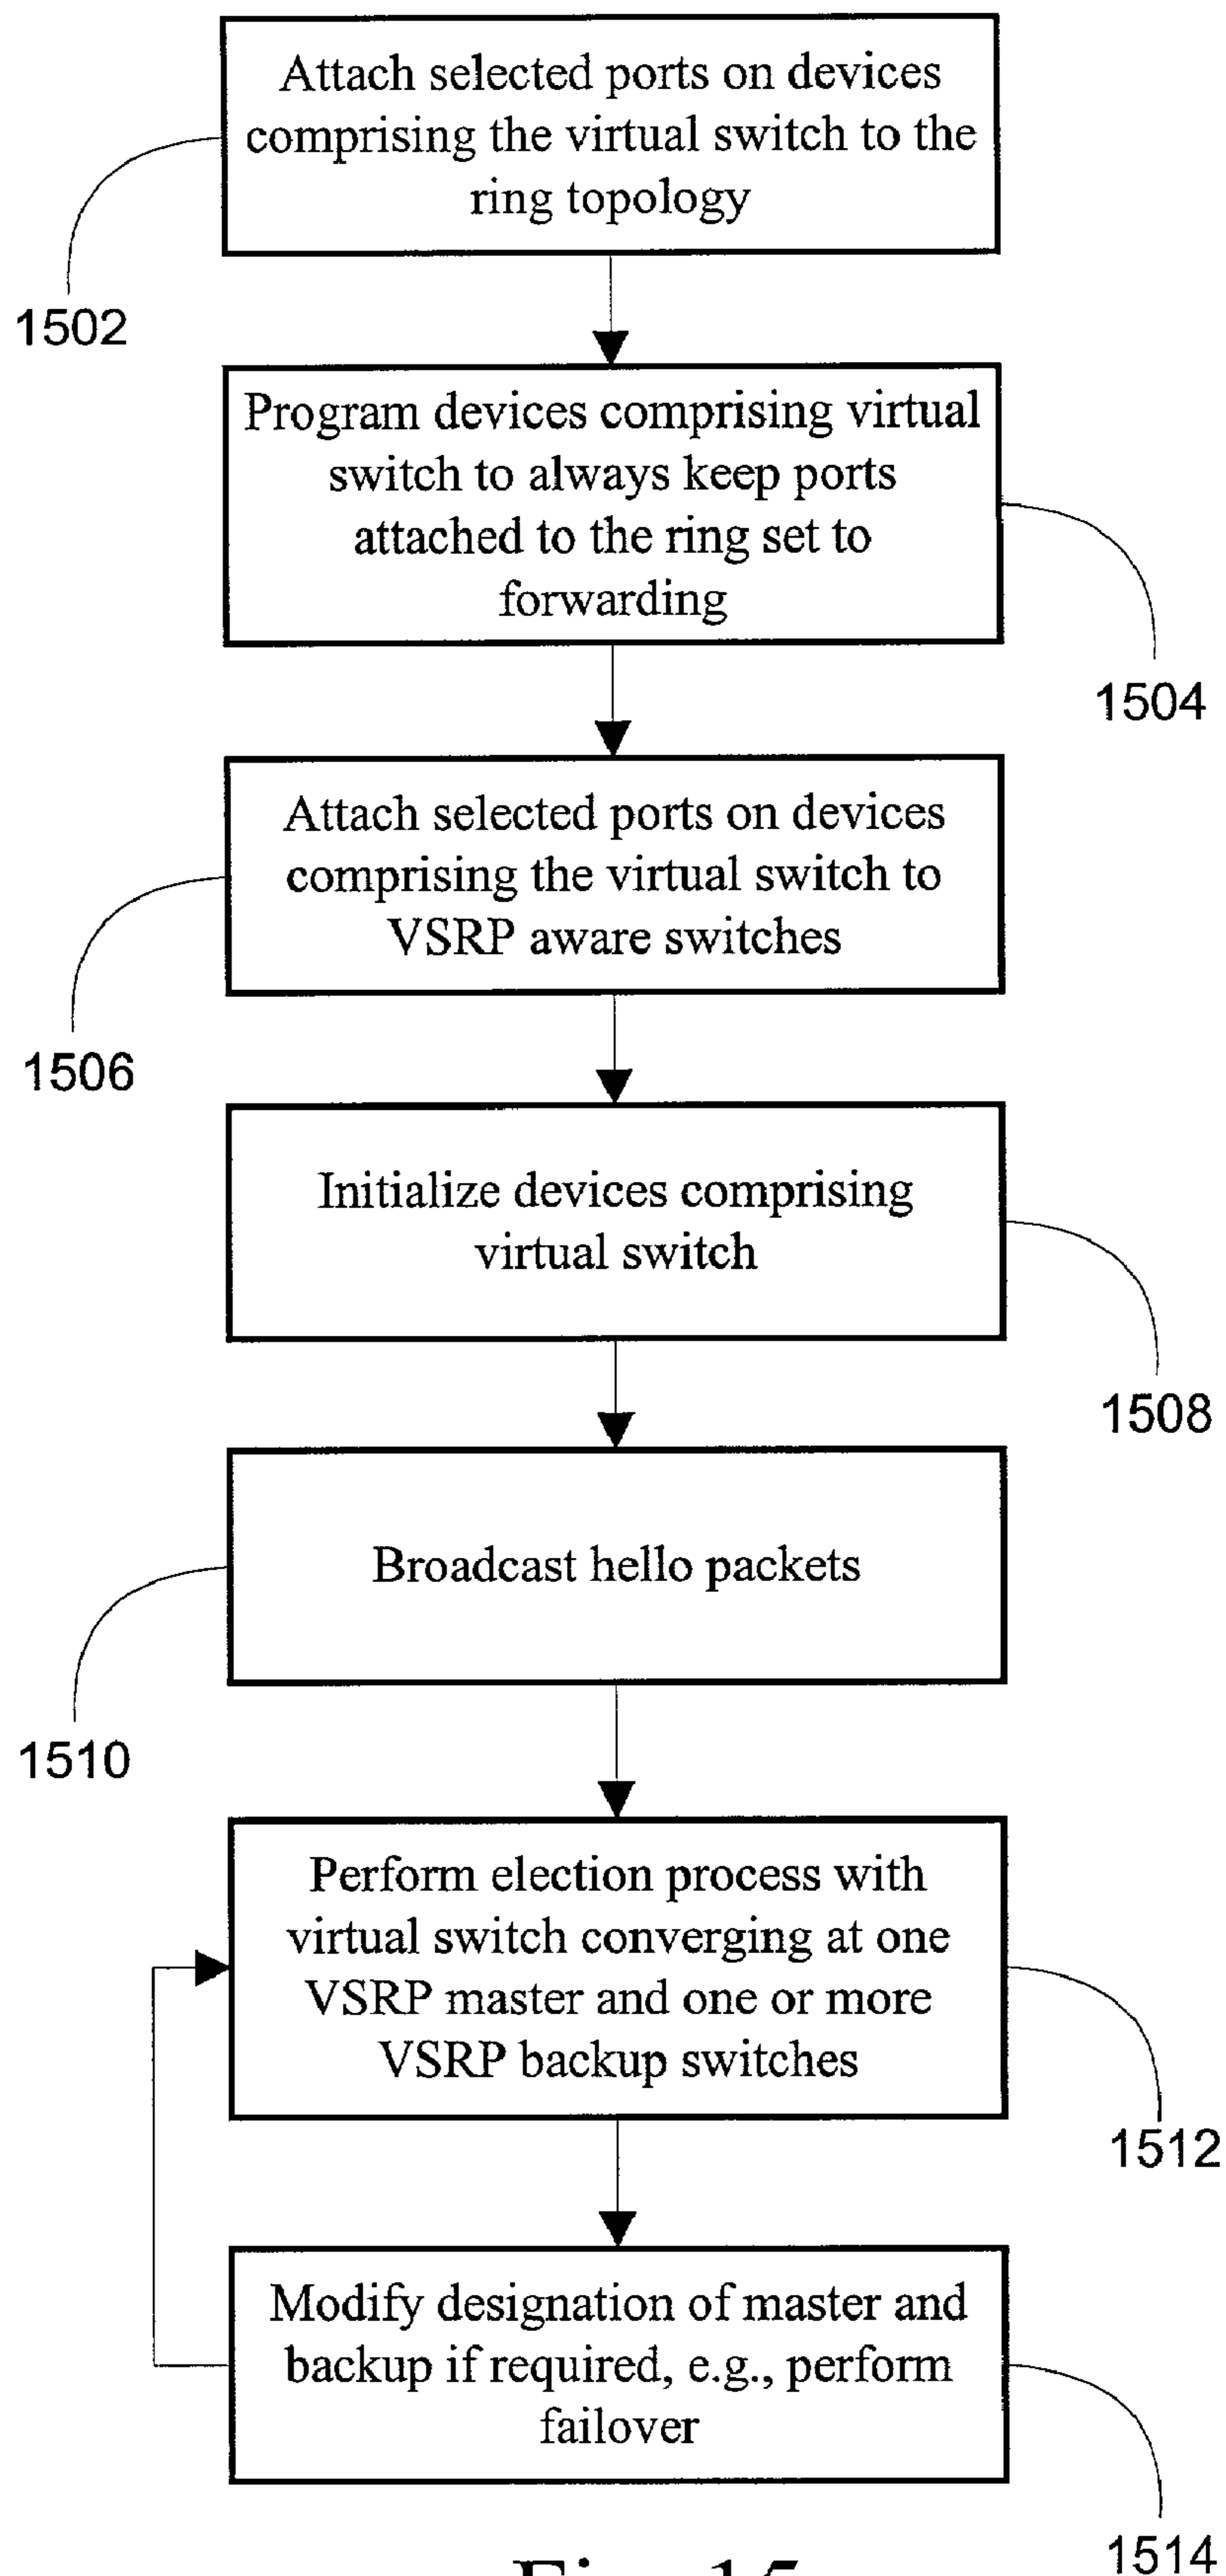 Attach selected ports on devices
comprising the virtual switch to the
ring topology
1502
Program devices comprising virtual
switch to always keep ports
attached to the ring set to
forwarding
1504
Attach selected ports on devices
comprising the virtual switch to
VSRP aware switches
1506
Initialize devices comprising
virtual switch
1508
Broadcast hello packets
1510
Perform election process with
virtual switch converging at one
VSRP master and one or more
VSRP backup switches
1512
Modify designation of master and
backup if required, e.g., perform
failover
1514